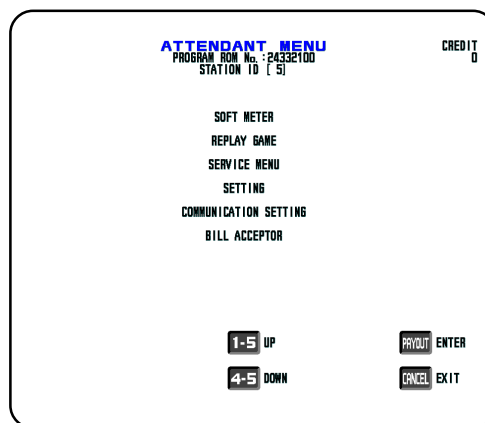 ATTENDANT MENU
CREDIT
PROGRAM ROM No. :24332100
0
STATION ID [ 5]
SOFT METER
REPLAY GAME
SERVICE MENU
SETTING
COMMUNICATION SETTING
BILL ACCEPTOR
1-5 UP
PAYOUT ENTER
4-5 DOWN
CANCEL EXIT